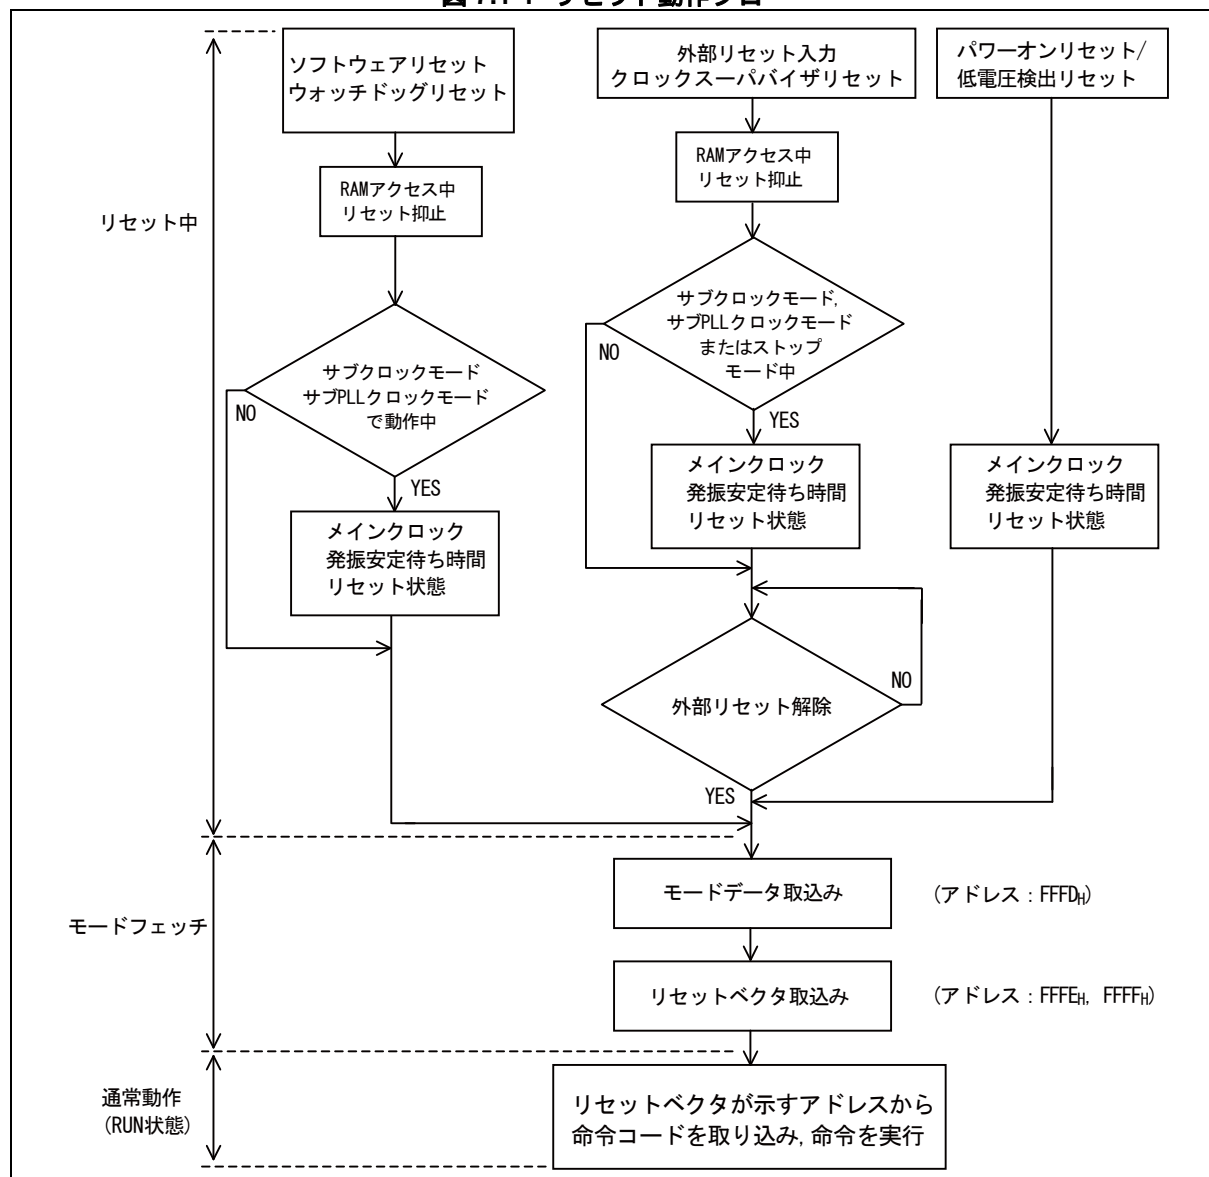 ソフトウェアリセット
ウォッチドッグリセット
外部リセット入力
クロックスーパバイザリセット
パワーオンリセット/
低電圧検出リセット
RAMアクセス中
リセット抑止
RAMアクセス中
リセット抑止
リセット中
サブクロックモード,
サブPLLクロックモード
またはストップ
モード中
NO
YES
サブクロックモード
サブPLLクロックモード
で動作中
NO
YES
メインクロック
発振安定待ち時間
リセット状態
メインクロック
発振安定待ち時間
リセット状態
メインクロック
発振安定待ち時間
リセット状態
外部リセット解除
NO
YES
モードフェッチ
モードデータ取込み
(アドレス：FFFDH)
リセットベクタ取込み
(アドレス：FFFEH, FFFFH)
通常動作
(RUN状態)
リセットベクタが示すアドレスから
命令コードを取り込み, 命令を実行